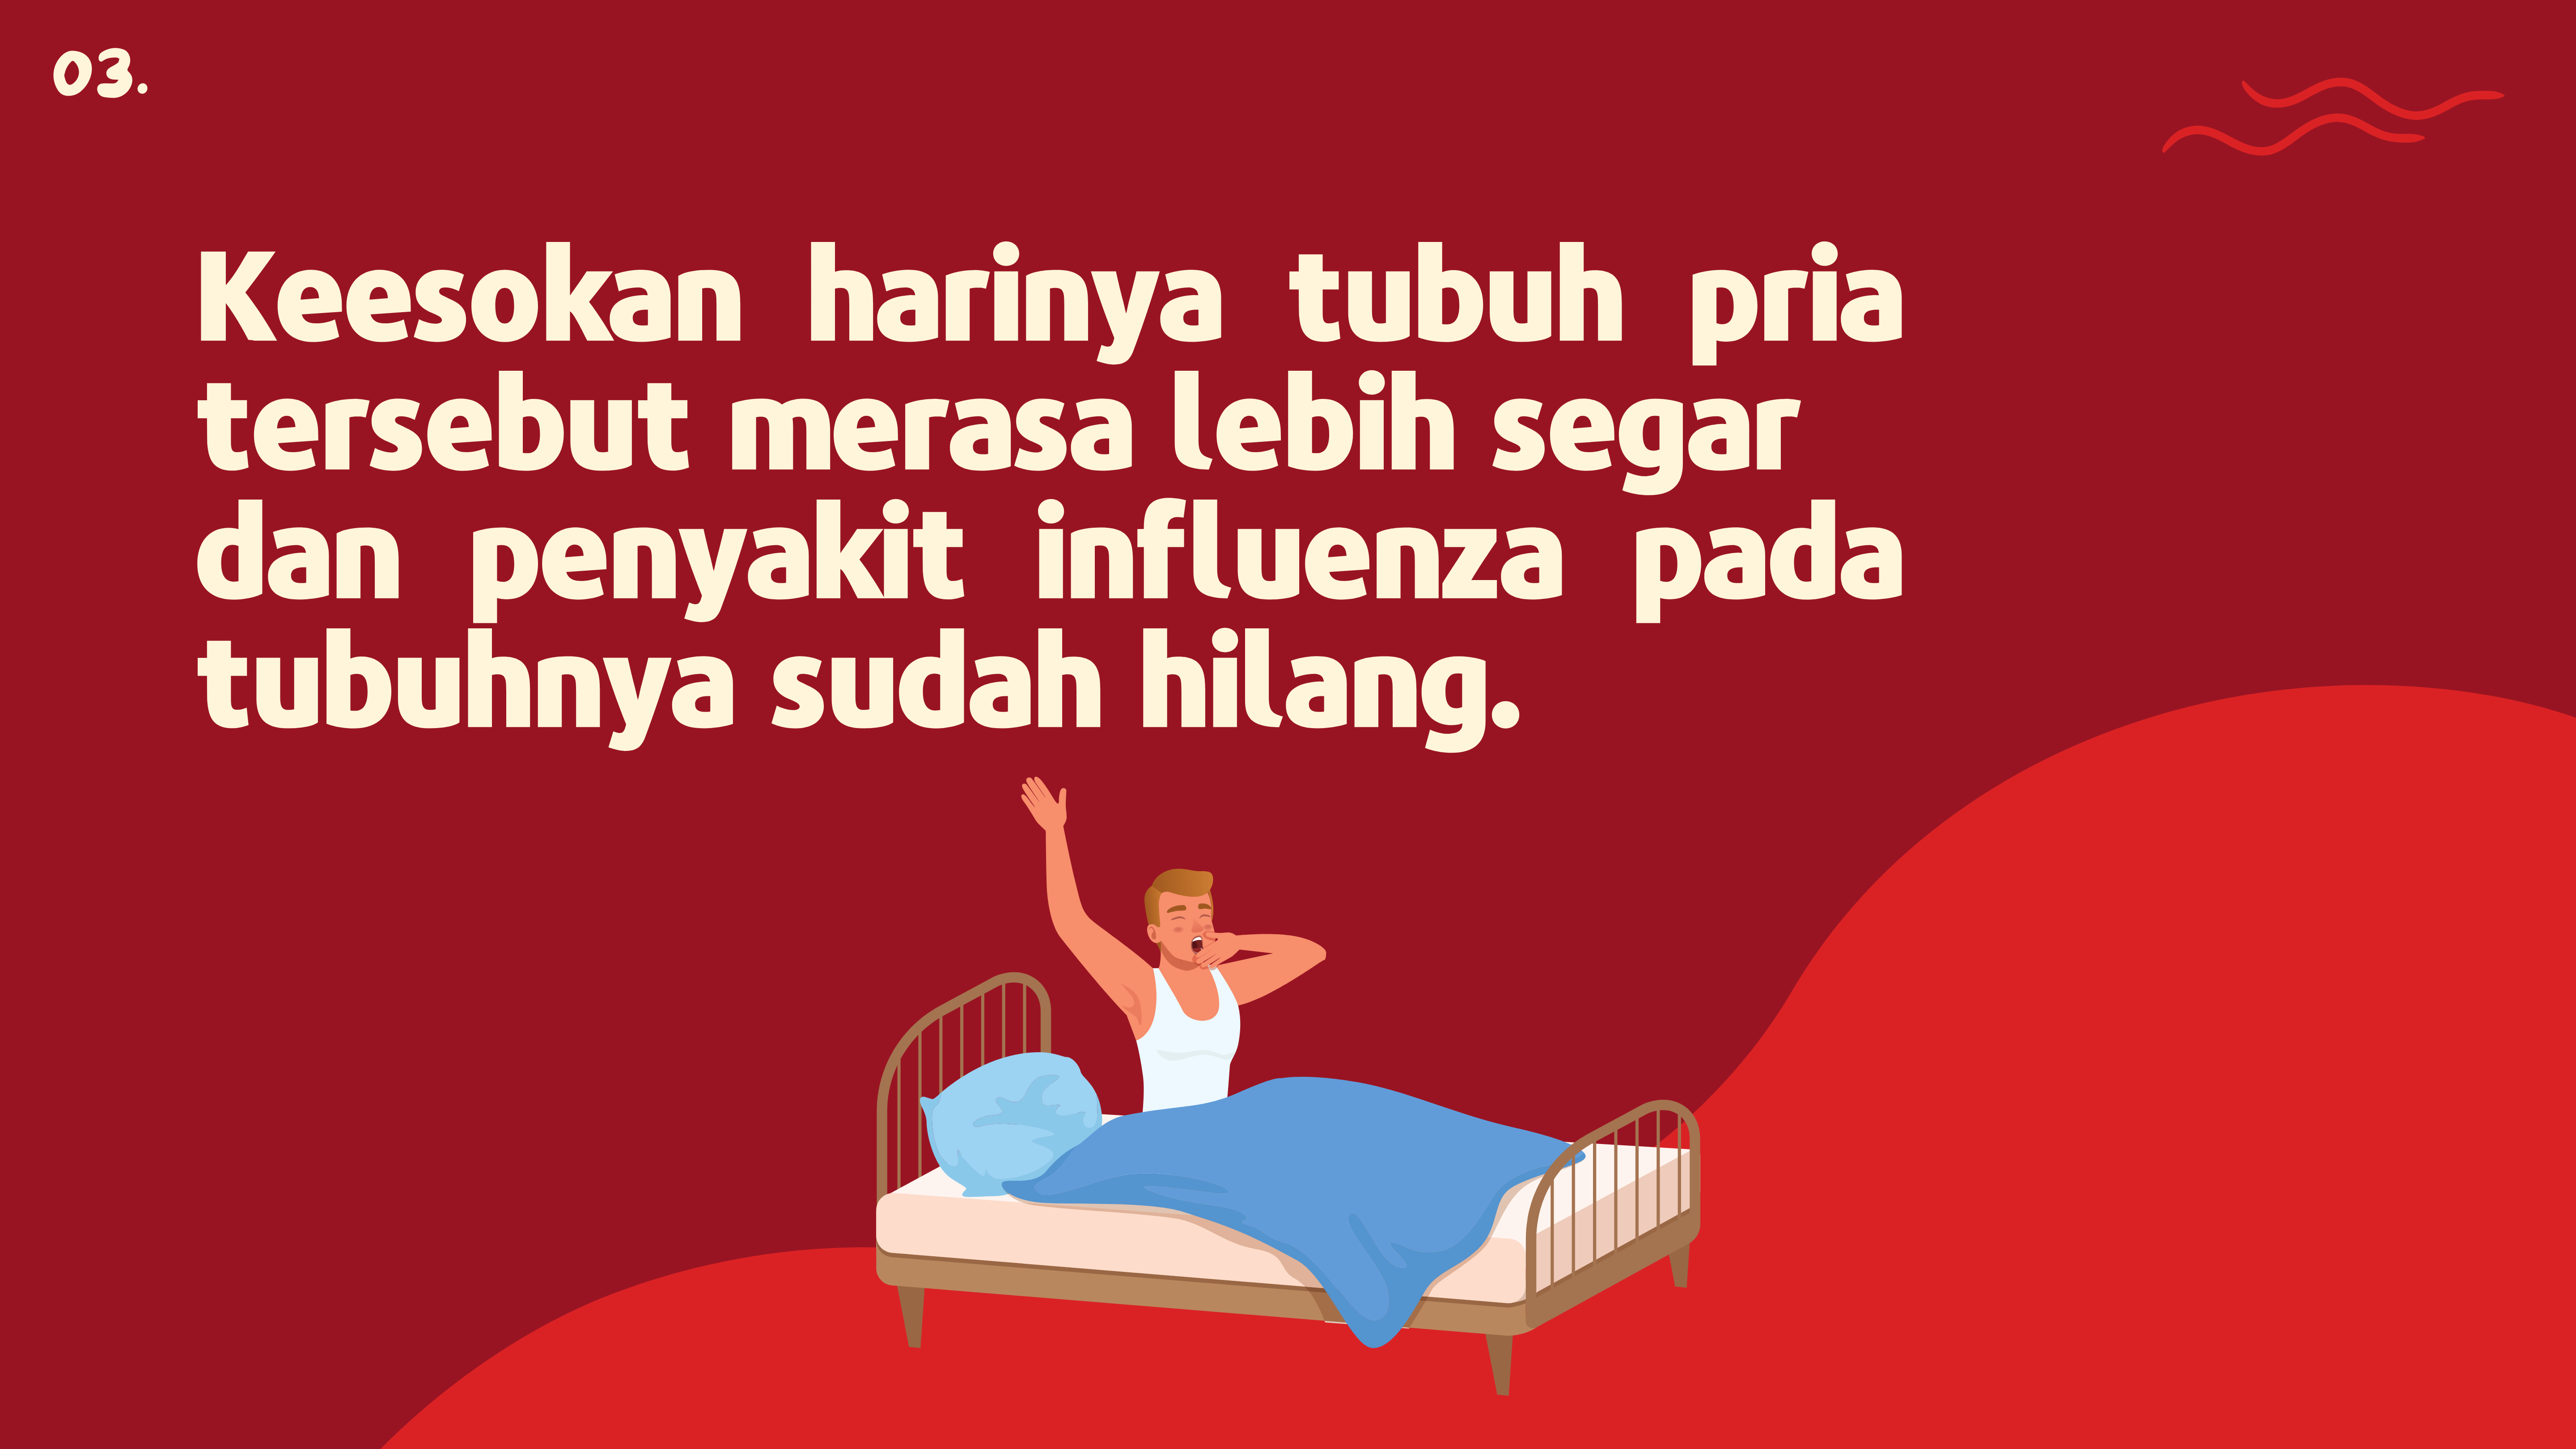 03.
Keesokan harinya tubuh pria
tersebut merasa lebih segar
dan penyakit influenza pada
tubuhnya sudah hilang.